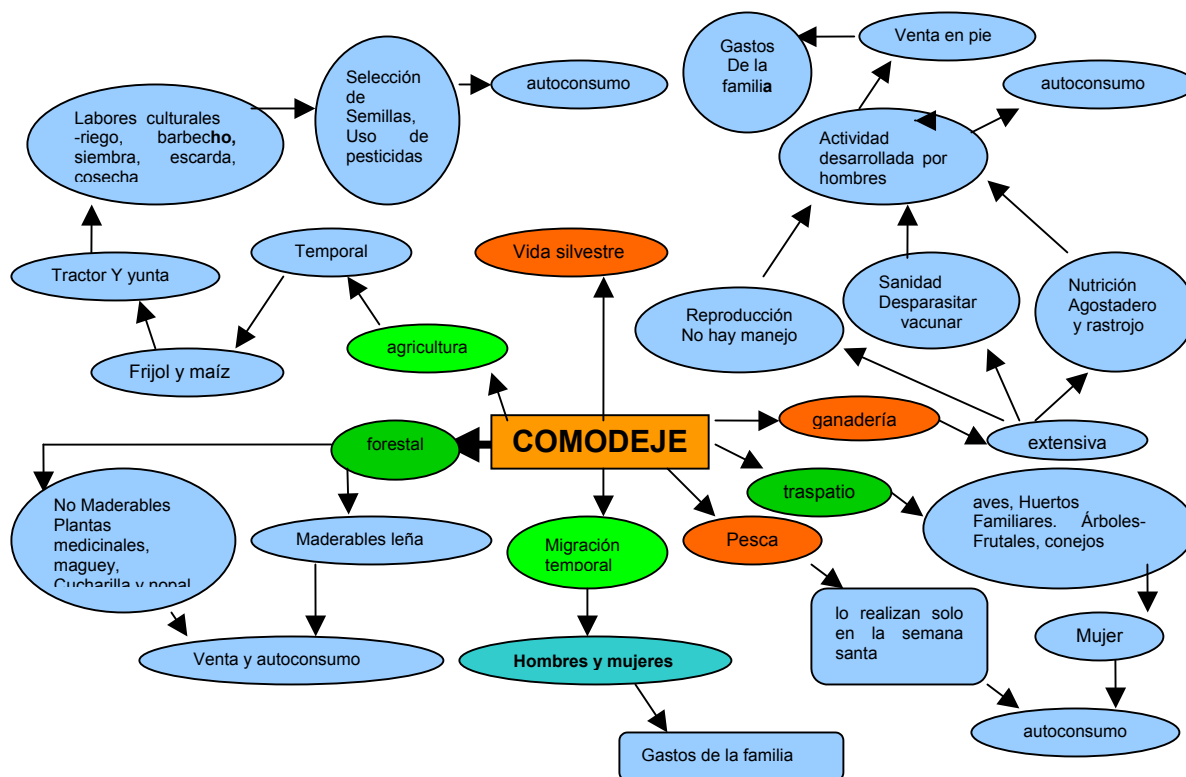 Gastos
De la
familia
Venta en pie
Selección
de
Semillas,
Uso de
pesticidas
autoconsumo
autoconsumo
Labores culturales
-riego, barbecho,
siembra, escarda,
cosecha
Actividad
desarrollada por
hombres
Temporal
Vida silvestre
Tractor Y yunta
Sanidad
Desparasitar
vacunar
Nutrición
Agostadero
y rastrojo
Reproducción
No hay manejo
agricultura
Frijol y maíz
forestal
COMODEJE
ganadería
extensiva
traspatio
aves, Huertos
Familiares. Árboles-
Frutales, conejos
No Maderables
Plantas
medicinales,
maguey,
Cucharilla y nopal
Maderables leña
Migración
temporal
Pesca
lo realizan solo
en la semana
santa
Mujer
Venta y autoconsumo
Hombres y mujeres
autoconsumo
Gastos de la familia